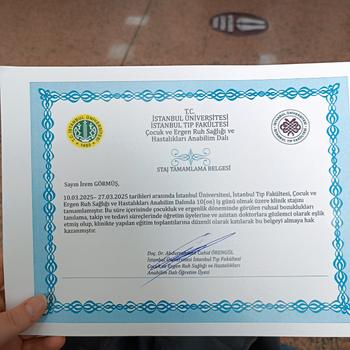 T.C.
İSTANBUL ÜNİVERSİTESİ
İSTANBUL TIP FAKÜLTESİ
Çocuk ve Ergen Ruh Sağlığı ve
Hastalıkları Anabilim Dalı
STAJ TAMAMLAMA BELGESİ
Sayın İrem GÖRMÜŞ,
10.03.2025– 27.03.2025 tarihleri arasında İstanbul Üniversitesi, İstanbul Tıp Fakültesi, Çocuk ve
Ergen Ruh Sağlığı ve Hastalıkları Anabilim Dalında 10(on) iş günü olmak üzere klinik stajını
tamamlamıştır. Bu süre içerisinde çocukluk ve ergenlik döneminde görülen ruhsal bozuklukları
tanılama, takip ve tedavi süreçlerinde öğretim üyelerine ve asistan doktorlara gözlemci olarak eşlik
etmiş olup, klinikte yapılan eğitim toplantılarına düzenli olarak katılarak bu belgeyi almaya hak
kazanmıştır.
Doç. Dr. Abdurrahman Cahid ÖRENGÜL
İstanbul Üniversitesi İstanbul Tıp Fakültesi
Çocuk ve Ergen Ruh Sağlığı ve Hastalıkları
Anabilim Dalı Öğretim Üyesi